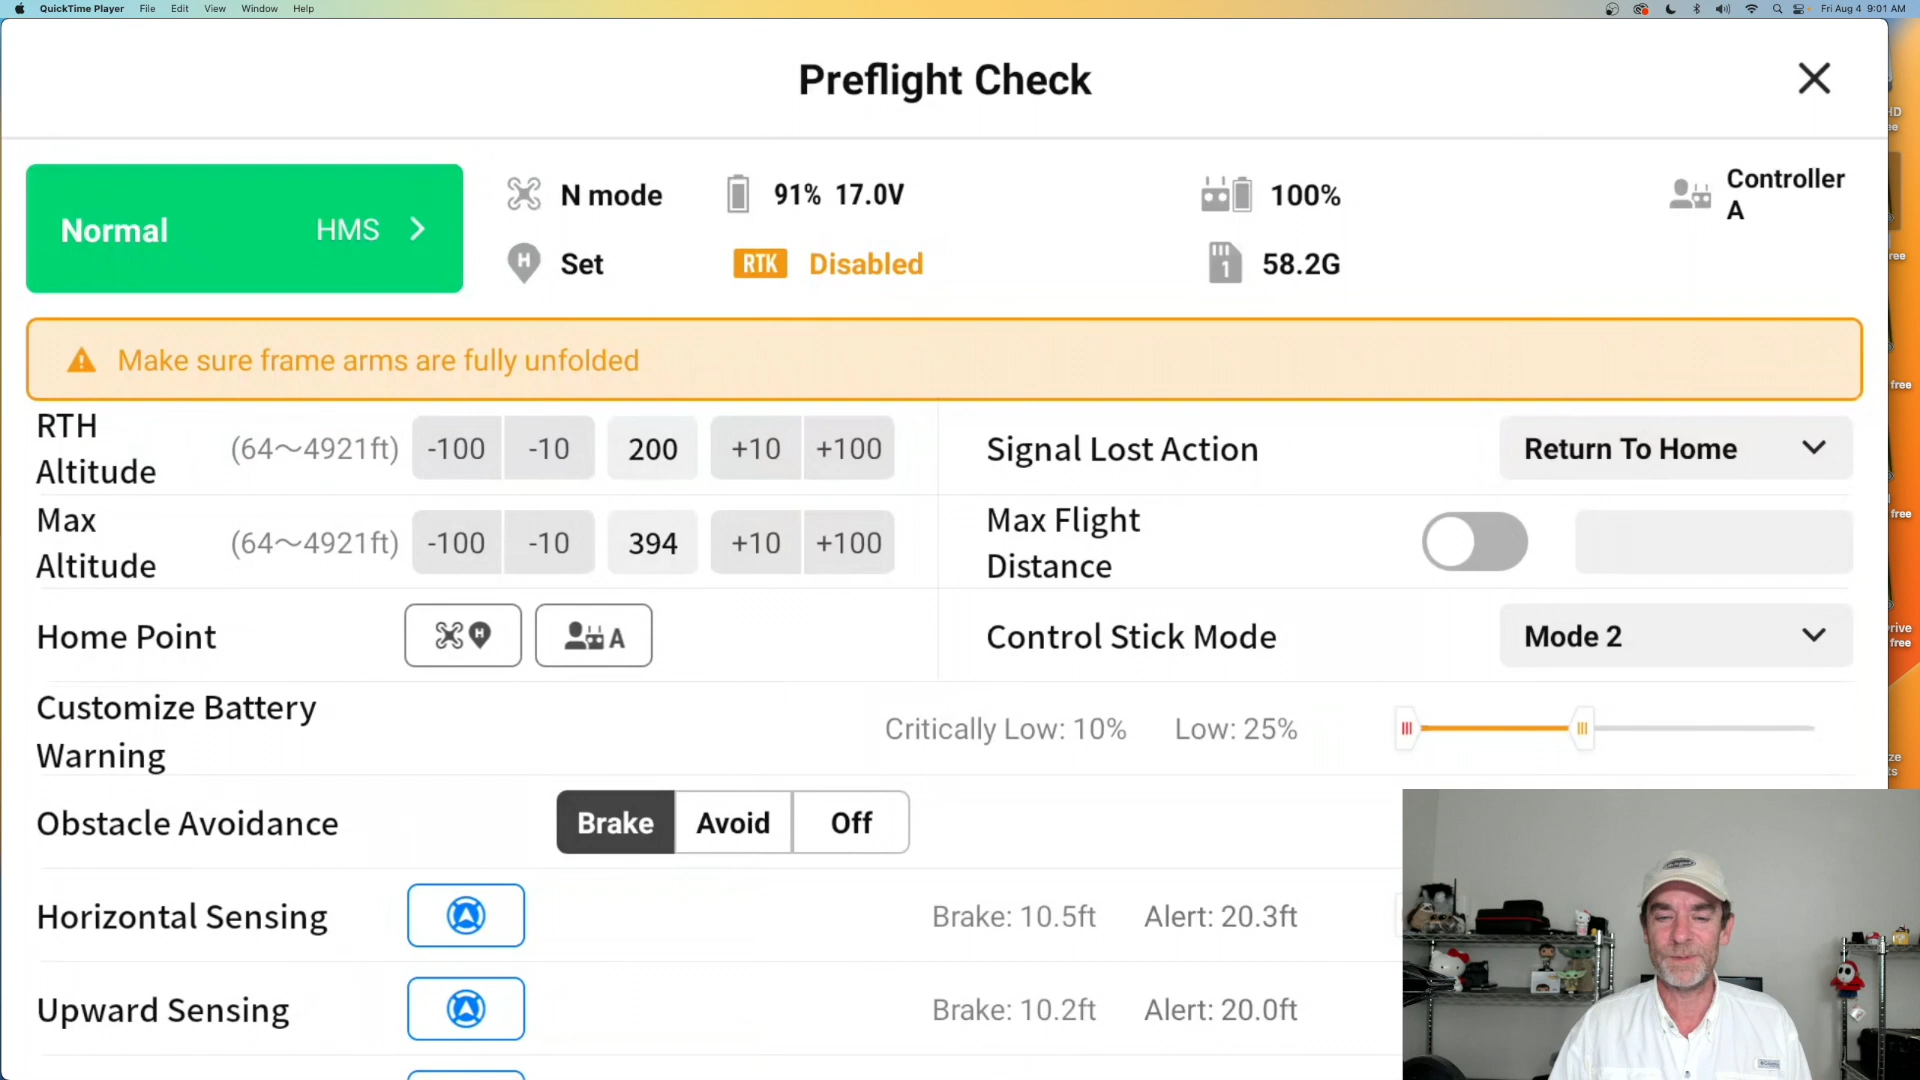 QuickTime Player File Edit View Window Help Fri Aug 4 9:01 AM
Preflight Check
Normal HMS
N mode 91% 17.0V 100% Controller A
H Set RTK Disabled 1 58.2G
Make sure frame arms are fully unfolded
RTH Altitude (64~4921ft) -100 -10 200 +10 +100
Signal Lost Action Return To Home
Max Altitude (64~4921ft) -100 -10 394 +10 +100
Max Flight Distance
Home Point H A
Control Stick Mode Mode 2
Customize Battery Warning Critically Low: 10% Low: 25%
Obstacle Avoidance Brake Avoid Off
Horizontal Sensing Brake: 10.5ft Alert: 20.3ft
Upward Sensing Brake: 10.2ft Alert: 20.0ft
HD
free
free
free